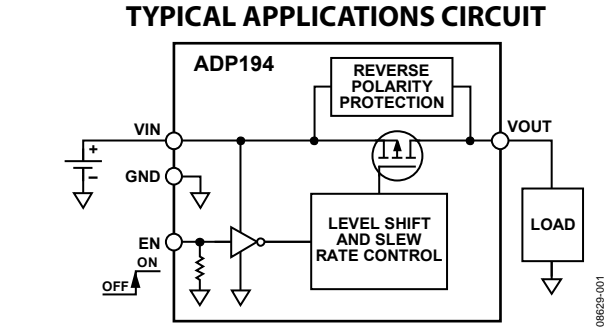 TYPICAL APPLICATIONS CIRCUIT
ADP194
REVERSE
POLARITY
PROTECTION
VIN
VOUT
+
–
GND
LEVEL SHIFT
AND SLEW
RATE CONTROL
LOAD
EN
ON
OFF
08629-001